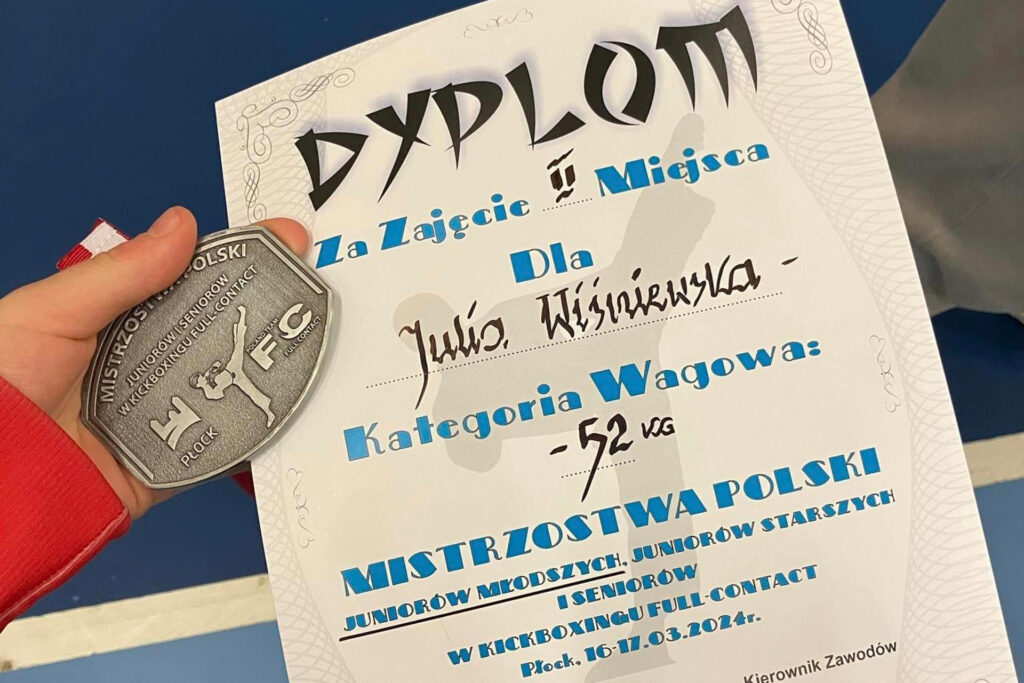 DYPLOM
Za Zajęcie II Miejsca
Dla
Julia Wiśniewska -
Kategoria Wagowa:
- 52 KG
MISTRZOSTWA POLSKI
JUNIORÓW MŁODSZYCH, JUNIORÓW STARSZYCH
I SENIORÓW
W KICKBOXINGU FULL-CONTACT
Płock, 16-17.03.2024r.
Kierownik Zawodów
MISTRZOSTWA POLSKI
JUNIORÓW I SENIORÓW
W KICKBOXINGU FULL-CONTACT
FC
FULL CONTACT
PŁOCK